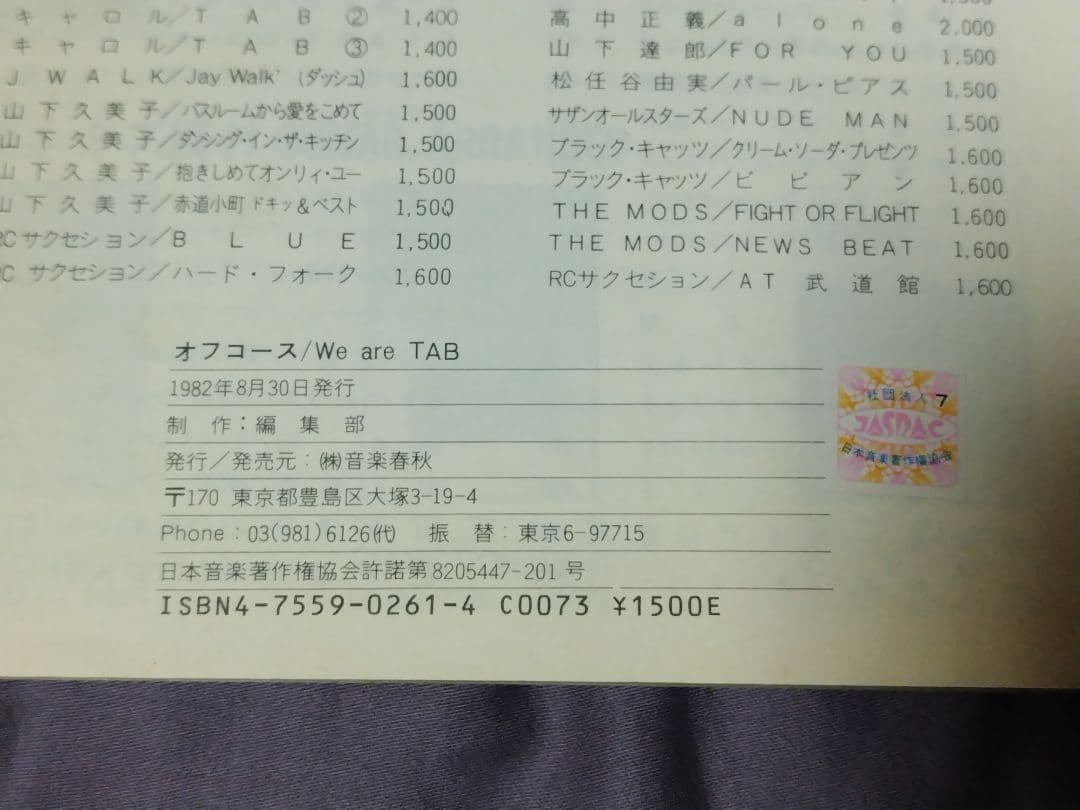 キャロル／TAB② 1,400
キャロル／TAB③ 1,400
J. WALK／Jay Walk'(ダッシュ) 1,600
山下久美子／バスルームから愛をこめて 1,500
山下久美子／ダンシング・イン・ザ・キッチン 1,500
山下久美子／抱きしめてオンリィ・ユー 1,500
山下久美子／赤道小町 ドキッ&ベスト 1,500
RCサクセション／BLUE 1,500
RC サクセション／ハード・フォーク 1,600
高中正義／alone 2,000
山下達郎／FOR YOU 1,500
松任谷由実／パール・ピアス 1,500
サザンオールスターズ／NUDE MAN 1,500
ブラック・キャッツ／クリーム・ソーダ・プレゼンツ 1,600
ブラック・キャッツ／ビビアン 1,600
THE MODS／FIGHT OR FLIGHT 1,600
THE MODS／NEWS BEAT 1,600
RCサクセション／AT武道館 1,600
オフコース/We are TAB
1982年8月30日発行
制 作：編 集 部
発行／発売元：㈱音楽春秋
〒170 東京都豊島区大塚3-19-4
Phone：03(981)6126㈹ 振 替：東京6-97715
日本音楽著作権協会許諾第8205447-201号
ISBN4-7559-0261-4 C0073 ¥1500E
社団法人 7
JASRAC
日本音楽著作権協会